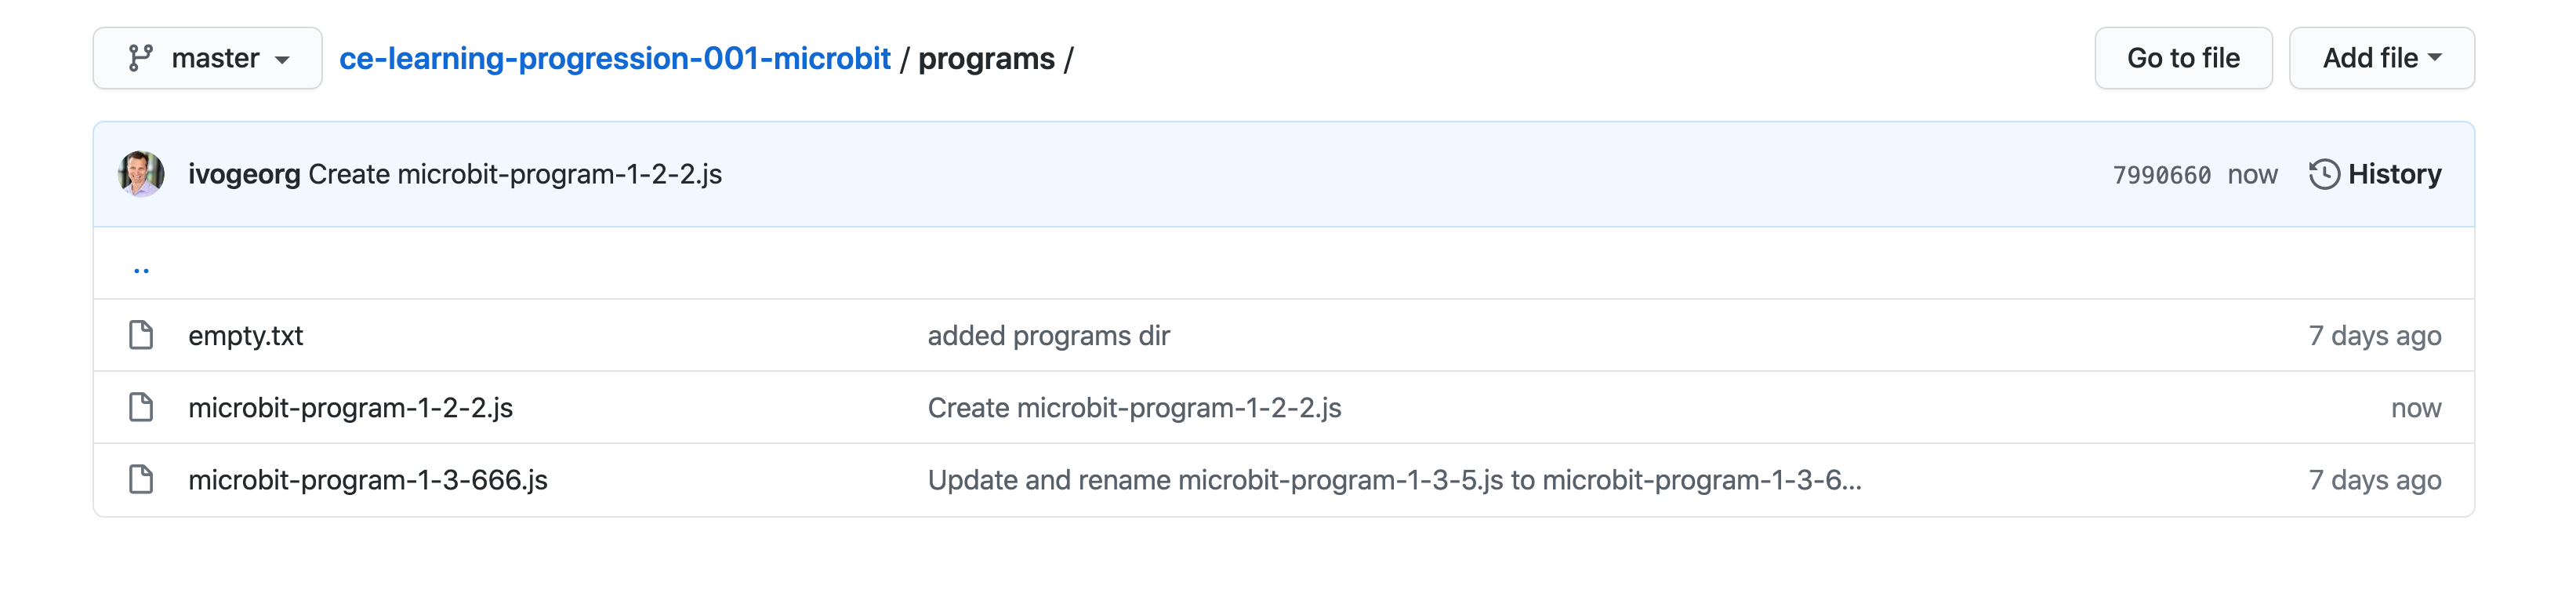 master ce-learning-progression-001-microbit / programs / Go to file Add file
ivogeorg Create microbit-program-1-2-2.js 7990660 now History
..
empty.txt added programs dir 7 days ago
microbit-program-1-2-2.js Create microbit-program-1-2-2.js now
microbit-program-1-3-666.js Update and rename microbit-program-1-3-5.js to microbit-program-1-3-6... 7 days ago